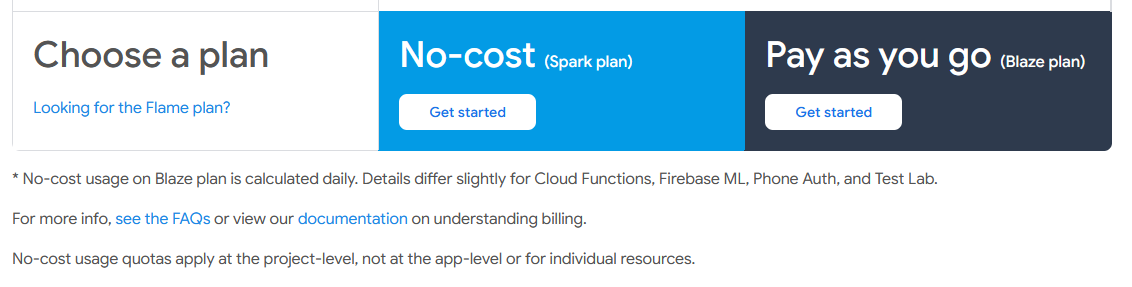 Choose a plan
Looking for the Flame plan?
No-cost (Spark plan)
Get started
Pay as you go (Blaze plan)
Get started
* No-cost usage on Blaze plan is calculated daily. Details differ slightly for Cloud Functions, Firebase ML, Phone Auth, and Test Lab.
For more info, see the FAQs or view our documentation on understanding billing.
No-cost usage quotas apply at the project-level, not at the app-level or for individual resources.